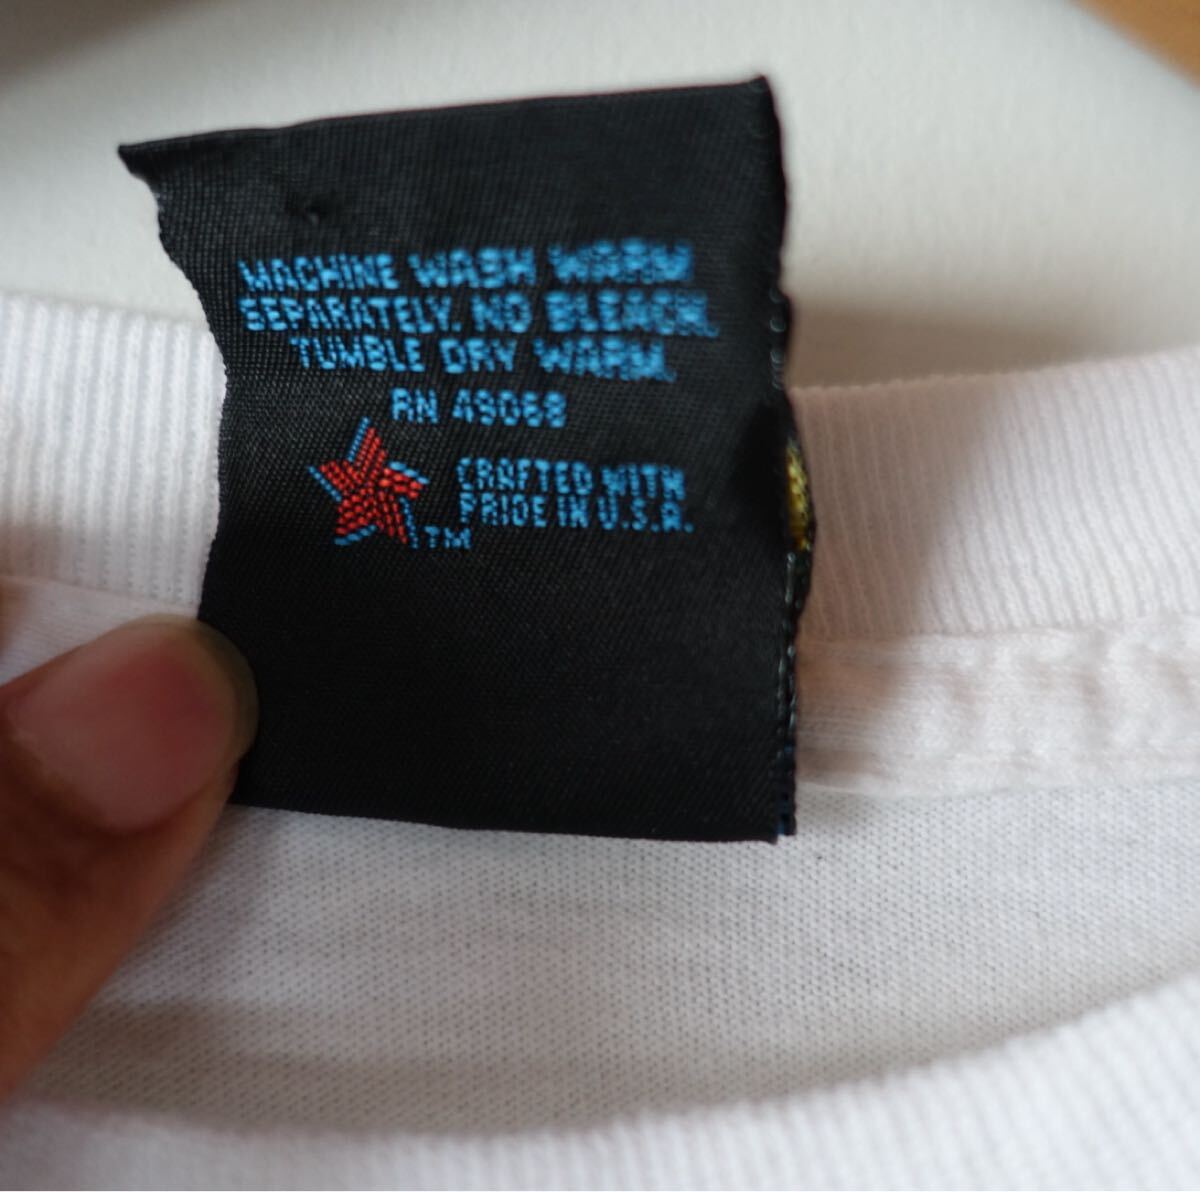 MACHINE WASH WARM
SEPARATELY. NO BLEACH.
TUMBLE DRY WARM.
RN 49068
CRAFTED WITH
PRIDE IN U.S.A.
TM